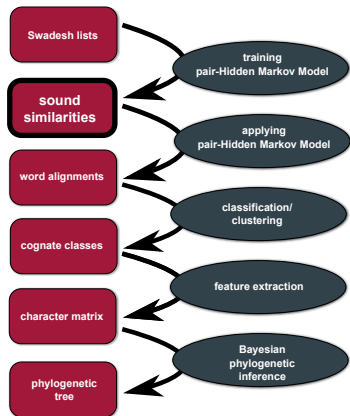 Swadesh lists
training
pair-Hidden Markov Model
sound
similarities
applying
pair-Hidden Markov Model
word alignments
classification/
clustering
cognate classes
feature extraction
character matrix
Bayesian
phylogenetic
inference
phylogenetic
tree